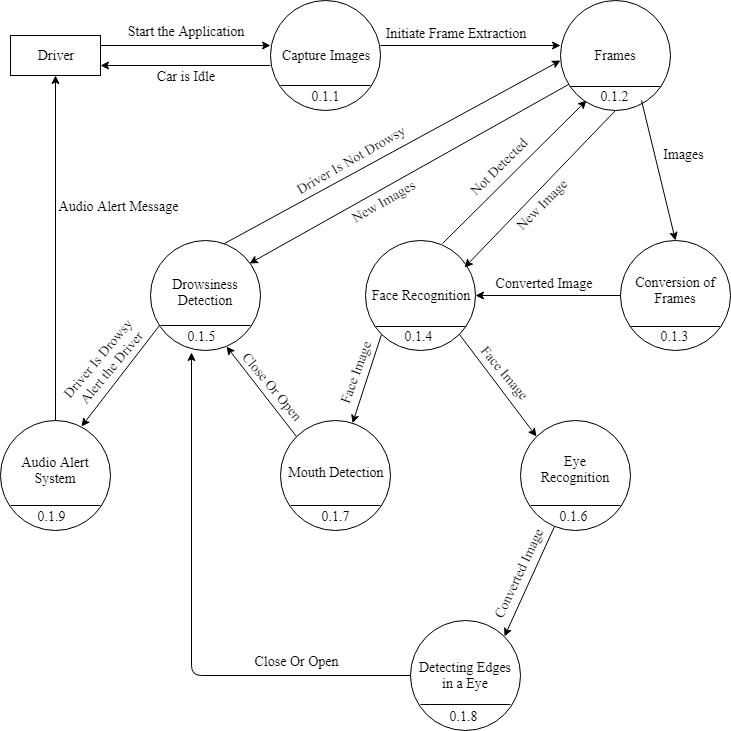 Start the Application
Initiate Frame Extraction
Driver
Capture Images
Frames
Car is Idle
0.1.1
0.1.2
Driver Is Not Drowsy
Not Detected
Images
New Images
New Image
Audio Alert Message
Drowsiness
Detection
Face Recognition
Converted Image
Conversion of
Frames
0.1.5
0.1.4
0.1.3
Driver Is Drowsy
Alert the Driver
Close Or Open
Face Image
Face Image
Audio Alert
System
Mouth Detection
Eye
Recognition
0.1.9
0.1.7
0.1.6
Converted Image
Close Or Open
Detecting Edges
in a Eye
0.1.8